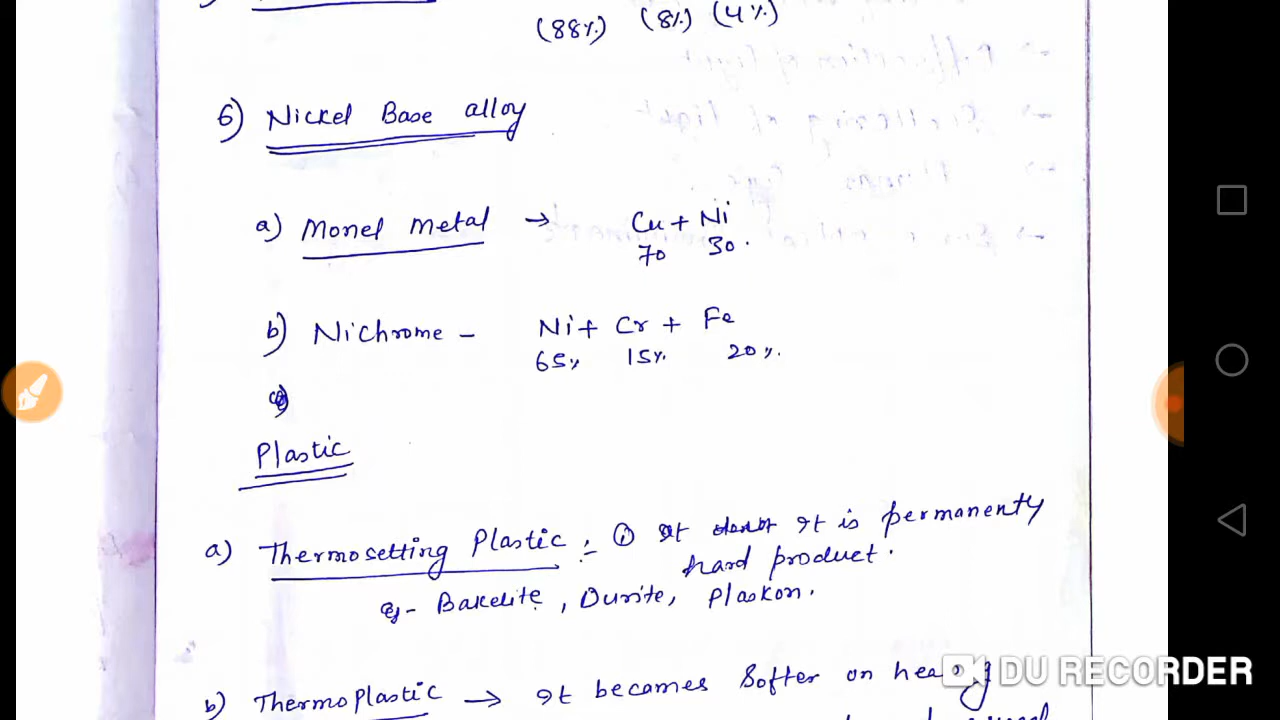 (88%) (8%) (4%)
6) Nickel Base alloy
a) Monel metal → Cu + Ni
70 30.
b) Nichrome - Ni + Cr + Fe
65% 15% 20%.
Plastic
a) Thermosetting Plastic :- ① It is permanenty
hard product.
eg- Bakelite, Durite, Plaskon.
b) Thermoplastic → It becomes Softer on heating
DU RECORDER